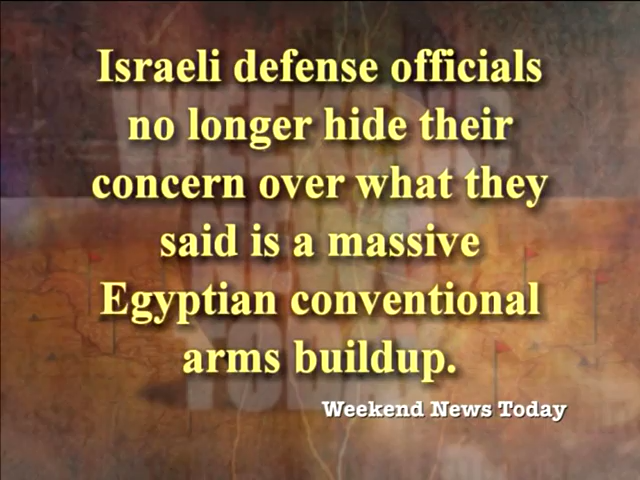 Israeli defense officials
no longer hide their
concern over what they
said is a massive
Egyptian conventional
arms buildup.
Weekend News Today